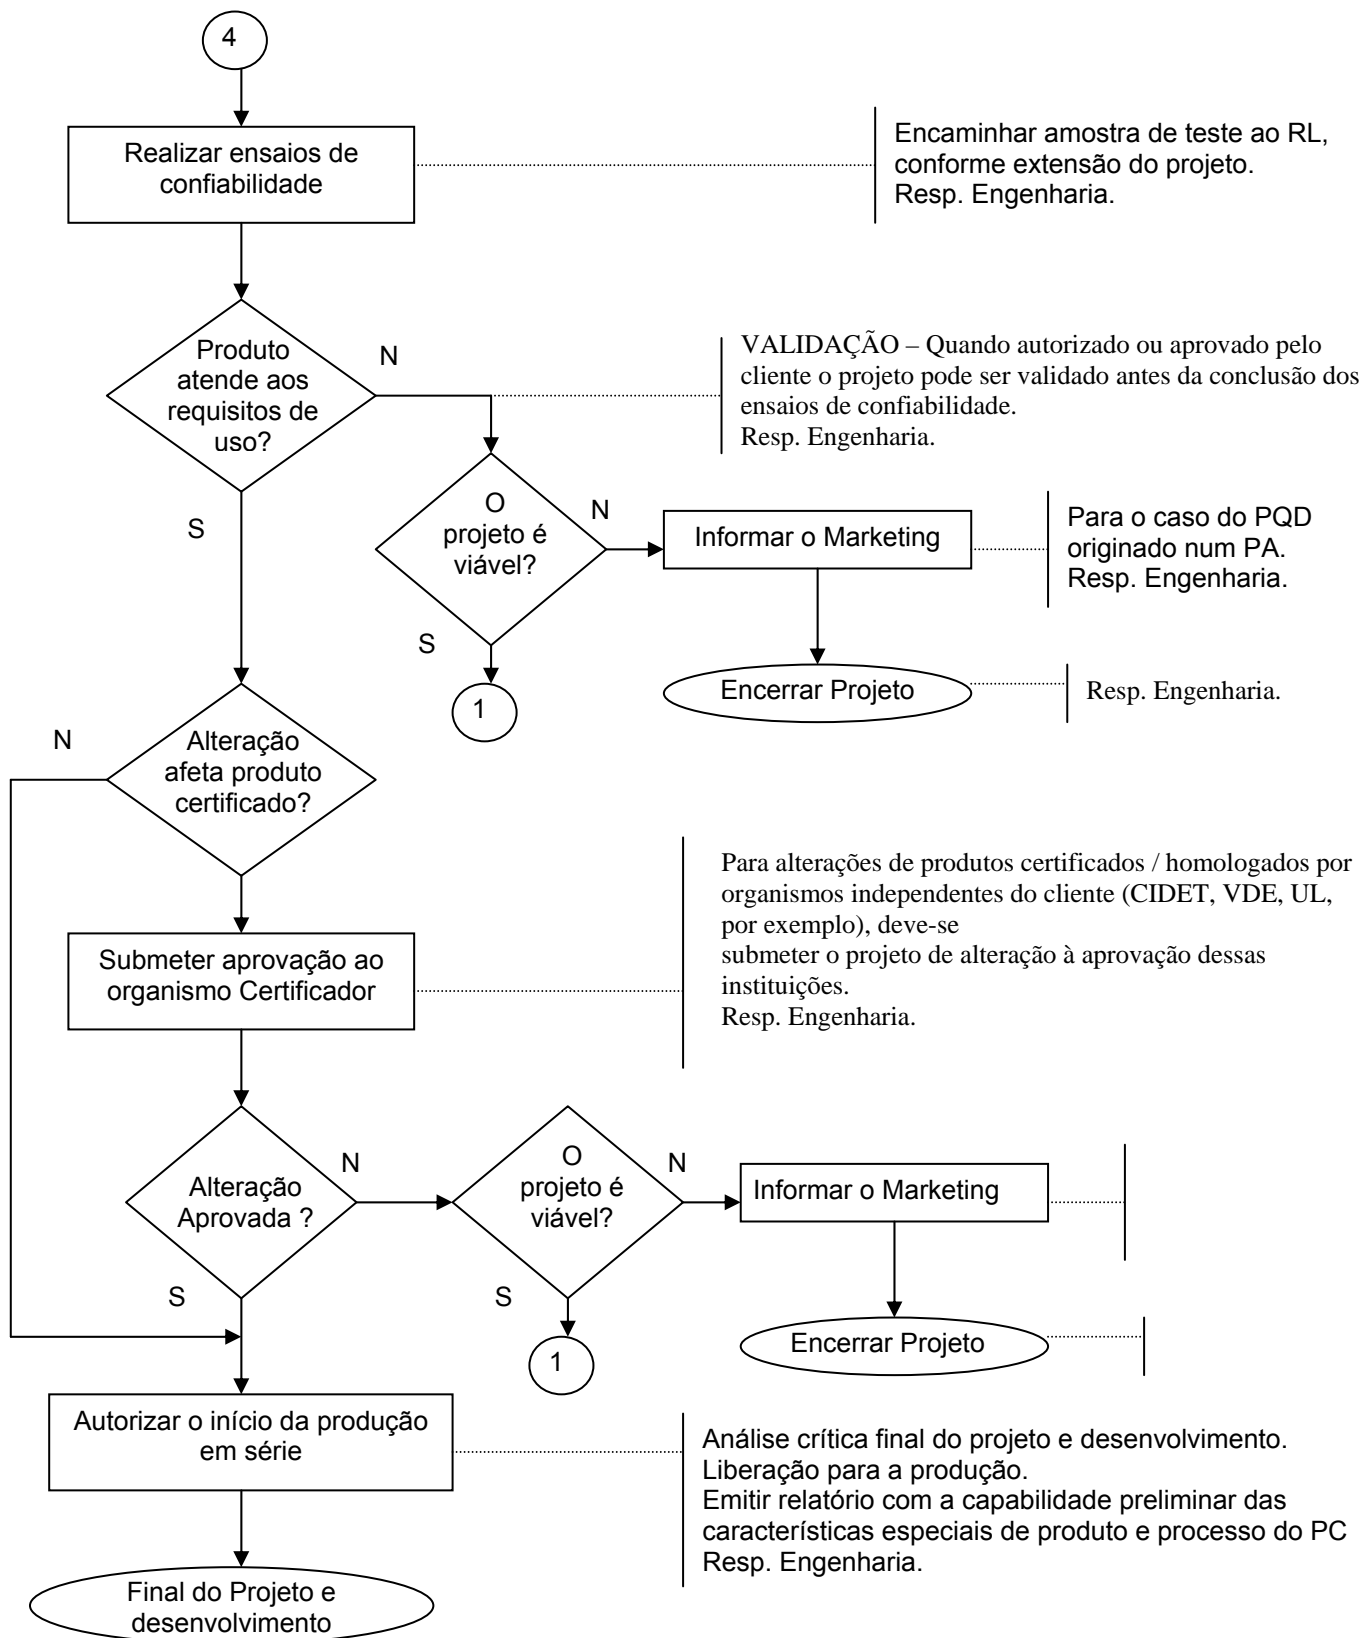 4
Realizar ensaios de
confiabilidade
Encaminhar amostra de teste ao RL,
conforme extensão do projeto.
Resp. Engenharia.
Produto
atende aos
requisitos de
uso?
N
S
VALIDAÇÃO – Quando autorizado ou aprovado pelo
cliente o projeto pode ser validado antes da conclusão dos
ensaios de confiabilidade.
Resp. Engenharia.
O
projeto é
viável?
N
S
1
Informar o Marketing
Para o caso do PQD
originado num PA.
Resp. Engenharia.
Encerrar Projeto
Resp. Engenharia.
N
Alteração
afeta produto
certificado?
Submeter aprovação ao
organismo Certificador
Para alterações de produtos certificados / homologados por
organismos independentes do cliente (CIDET, VDE, UL,
por exemplo), deve-se
submeter o projeto de alteração à aprovação dessas
instituições.
Resp. Engenharia.
Alteração
Aprovada ?
N
S
O
projeto é
viável?
N
S
1
Informar o Marketing
Encerrar Projeto
Autorizar o início da produção
em série
Análise crítica final do projeto e desenvolvimento.
Liberação para a produção.
Emitir relatório com a capabilidade preliminar das
características especiais de produto e processo do PC
Resp. Engenharia.
Final do Projeto e
desenvolvimento